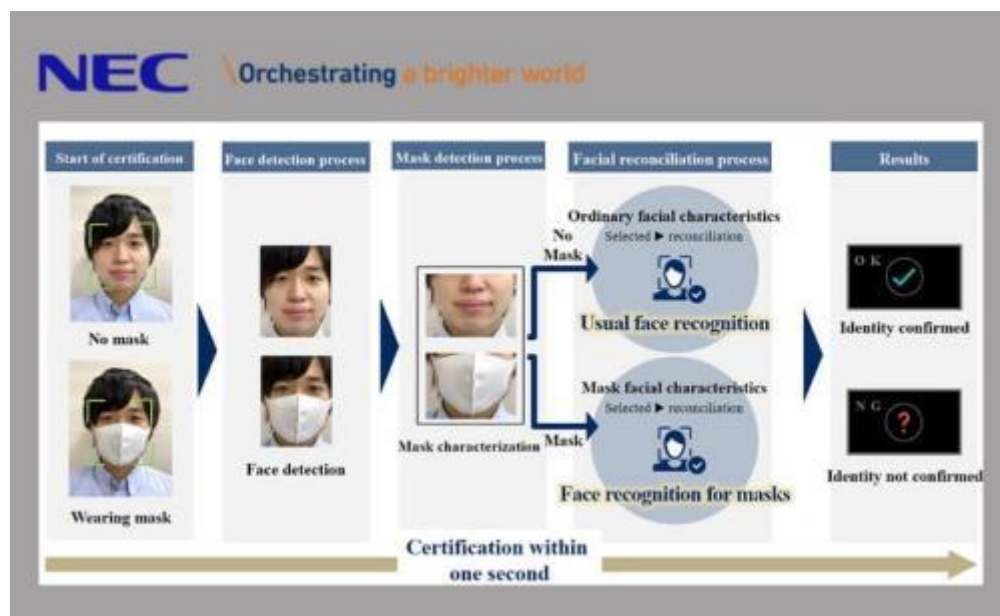 NEC
\Orchestrating a brighter world
Start of certification
No mask
Wearing mask
Face detection process
Face detection
Mask detection process
Mask characterization
No
Mask
Mask
Facial reconciliation process
Ordinary facial characteristics
Selected ▶ reconciliation
Usual face recognition
Mask facial characteristics
Selected ▶ reconciliation
Face recognition for masks
Results
OK
Identity confirmed
NG
?
Identity not confirmed
Certification within
one second